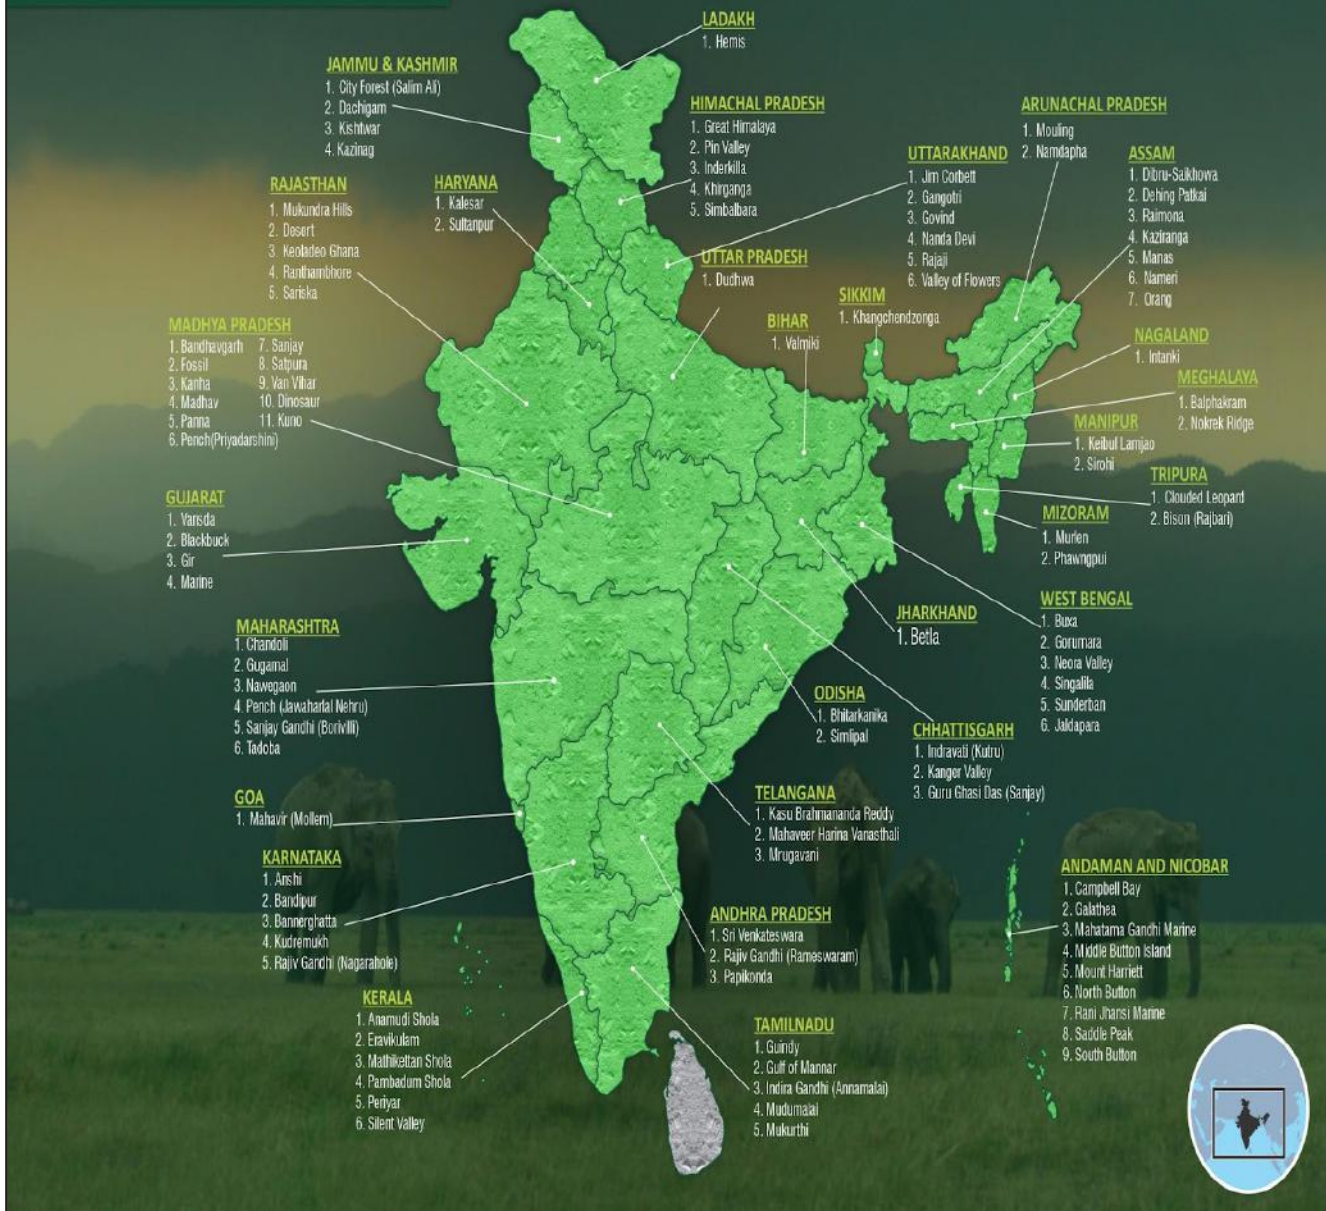 LADAKH
1. Hemis
JAMMU & KASHMIR
1. City Forest (Salim Ali)
2. Dachigam
3. Kishtwar
4. Kazinag
HIMACHAL PRADESH
1. Great Himalaya
2. Pin Valley
3. Inderkilla
4. Khirganga
5. Simbalbara
ARUNACHAL PRADESH
1. Mouling
2. Namdapha
UTTARAKHAND
1. Jim Corbett
2. Gangotri
3. Govind
4. Nanda Devi
5. Rajaji
6. Valley of Flowers
ASSAM
1. Dibru-Saikhowa
2. Dehing Patkai
3. Raimona
4. Kaziranga
5. Manas
6. Nameri
7. Orang
RAJASTHAN
1. Mukundra Hills
2. Desert
3. Keoladeo Ghana
4. Ranthambhore
5. Sariska
HARYANA
1. Kalesar
2. Sultanpur
UTTAR PRADESH
1. Dudhwa
SIKKIM
1. Khangchendzonga
BIHAR
1. Valmiki
MADHYA PRADESH
1. Bandhavgarh 7. Sanjay
2. Fossil 8. Satpura
3. Kanha 9. Van Vihar
4. Madhav 10. Dinosaur
5. Panna 11. Kuno
6. Pench(Priyadarshini)
NAGALAND
1. Intanki
MEGHALAYA
1. Balphakram
2. Nokrek Ridge
MANIPUR
1. Keibul Lamjao
2. Sirohi
TRIPURA
1. Clouded Leopard
2. Bison (Rajbari)
MIZORAM
1. Murlen
2. Phawngpui
GUJARAT
1. Vansda
2. Blackbuck
3. Gir
4. Marine
WEST BENGAL
1. Buxa
2. Gorumara
3. Neora Valley
4. Singalila
5. Sunderban
6. Jaldapara
JHARKHAND
1. Betla
MAHARASHTRA
1. Chandoli
2. Gugamal
3. Nawegaon
4. Pench (Jawaharlal Nehru)
5. Sanjay Gandhi (Borivilli)
6. Tadoba
ODISHA
1. Bhitarkanika
2. Simlipal
CHHATTISGARH
1. Indravati (Kutru)
2. Kanger Valley
3. Guru Ghasi Das (Sanjay)
GOA
1. Mahavir (Mollem)
TELANGANA
1. Kasu Brahmananda Reddy
2. Mahaveer Harina Vanasthali
3. Mrugavani
KARNATAKA
1. Anshi
2. Bandipur
3. Bannerghatta
4. Kudremukh
5. Rajiv Gandhi (Nagarahole)
ANDHRA PRADESH
1. Sri Venkateswara
2. Rajiv Gandhi (Rameswaram)
3. Papikonda
ANDAMAN AND NICOBAR
1. Campbell Bay
2. Galathea
3. Mahatama Gandhi Marine
4. Middle Button Island
5. Mount Harriett
6. North Button
7. Rani Jhansi Marine
8. Saddle Peak
9. South Button
KERALA
1. Anamudi Shola
2. Eravikulam
3. Mathikettan Shola
4. Pambadum Shola
5. Periyar
6. Silent Valley
TAMILNADU
1. Guindy
2. Gulf of Mannar
3. Indira Gandhi (Annamalai)
4. Mudumalai
5. Mukurthi